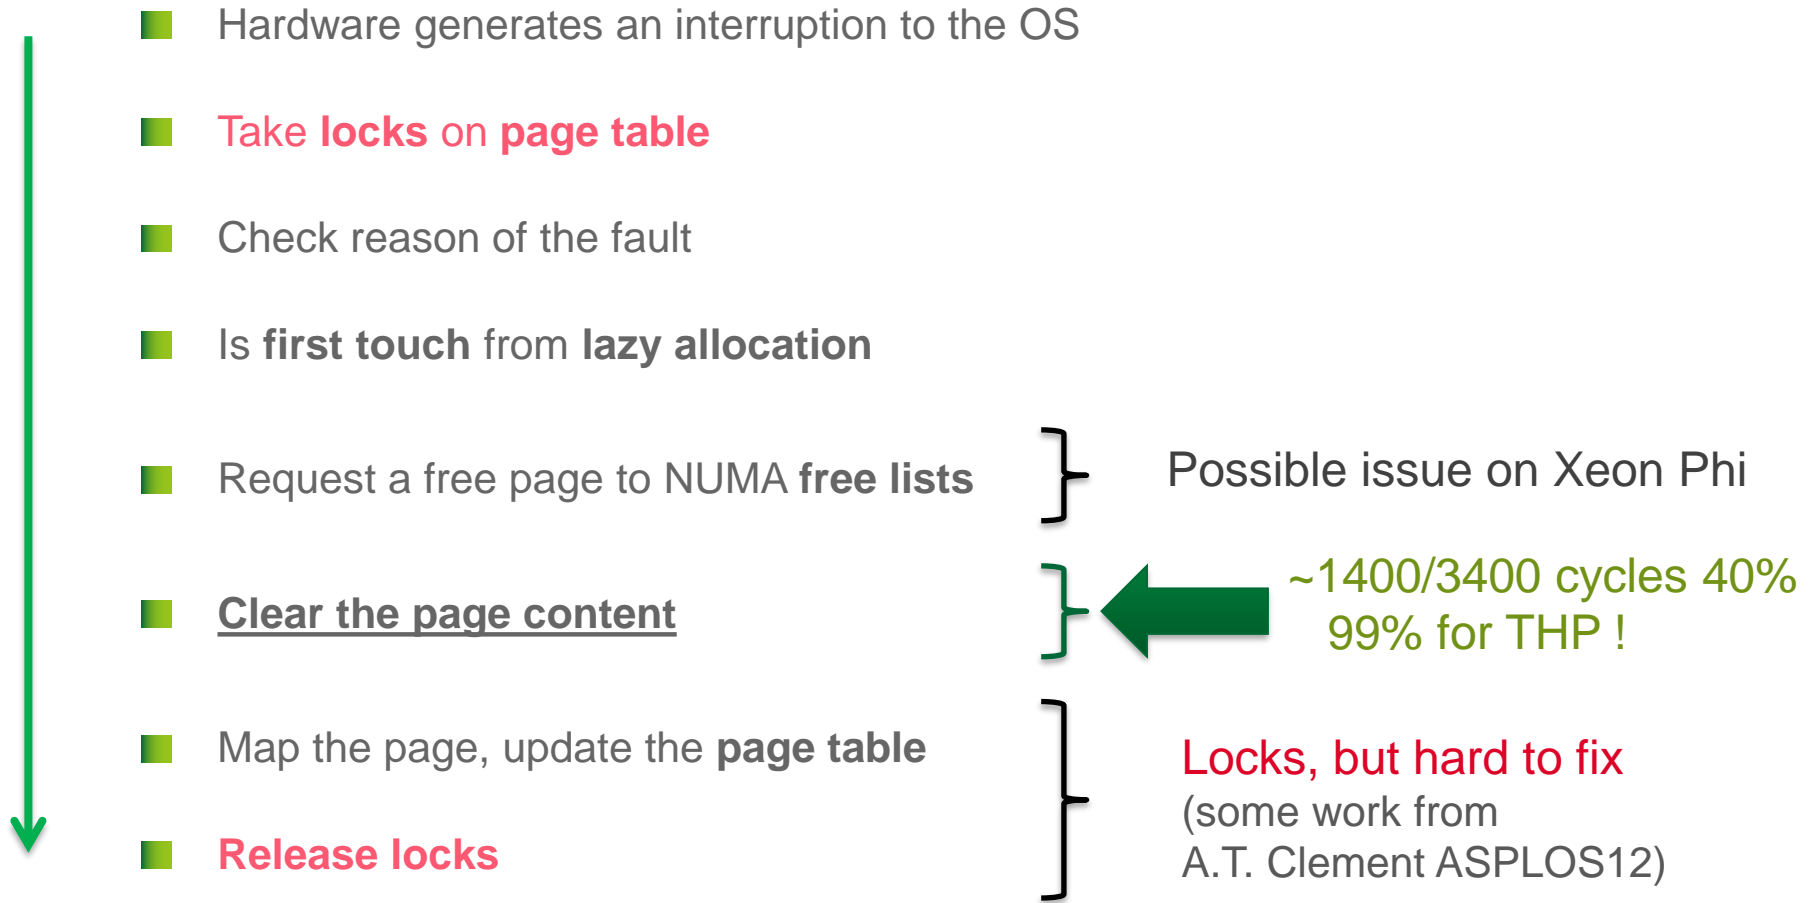 Hardware generates an interruption to the OS
Take locks on page table
Check reason of the fault
Is first touch from lazy allocation
Request a free page to NUMA free lists
Possible issue on Xeon Phi
Clear the page content
~1400/3400 cycles 40%
99% for THP !
Map the page, update the page table
Release locks
Locks, but hard to fix
(some work from
A.T. Clement ASPLOS12)